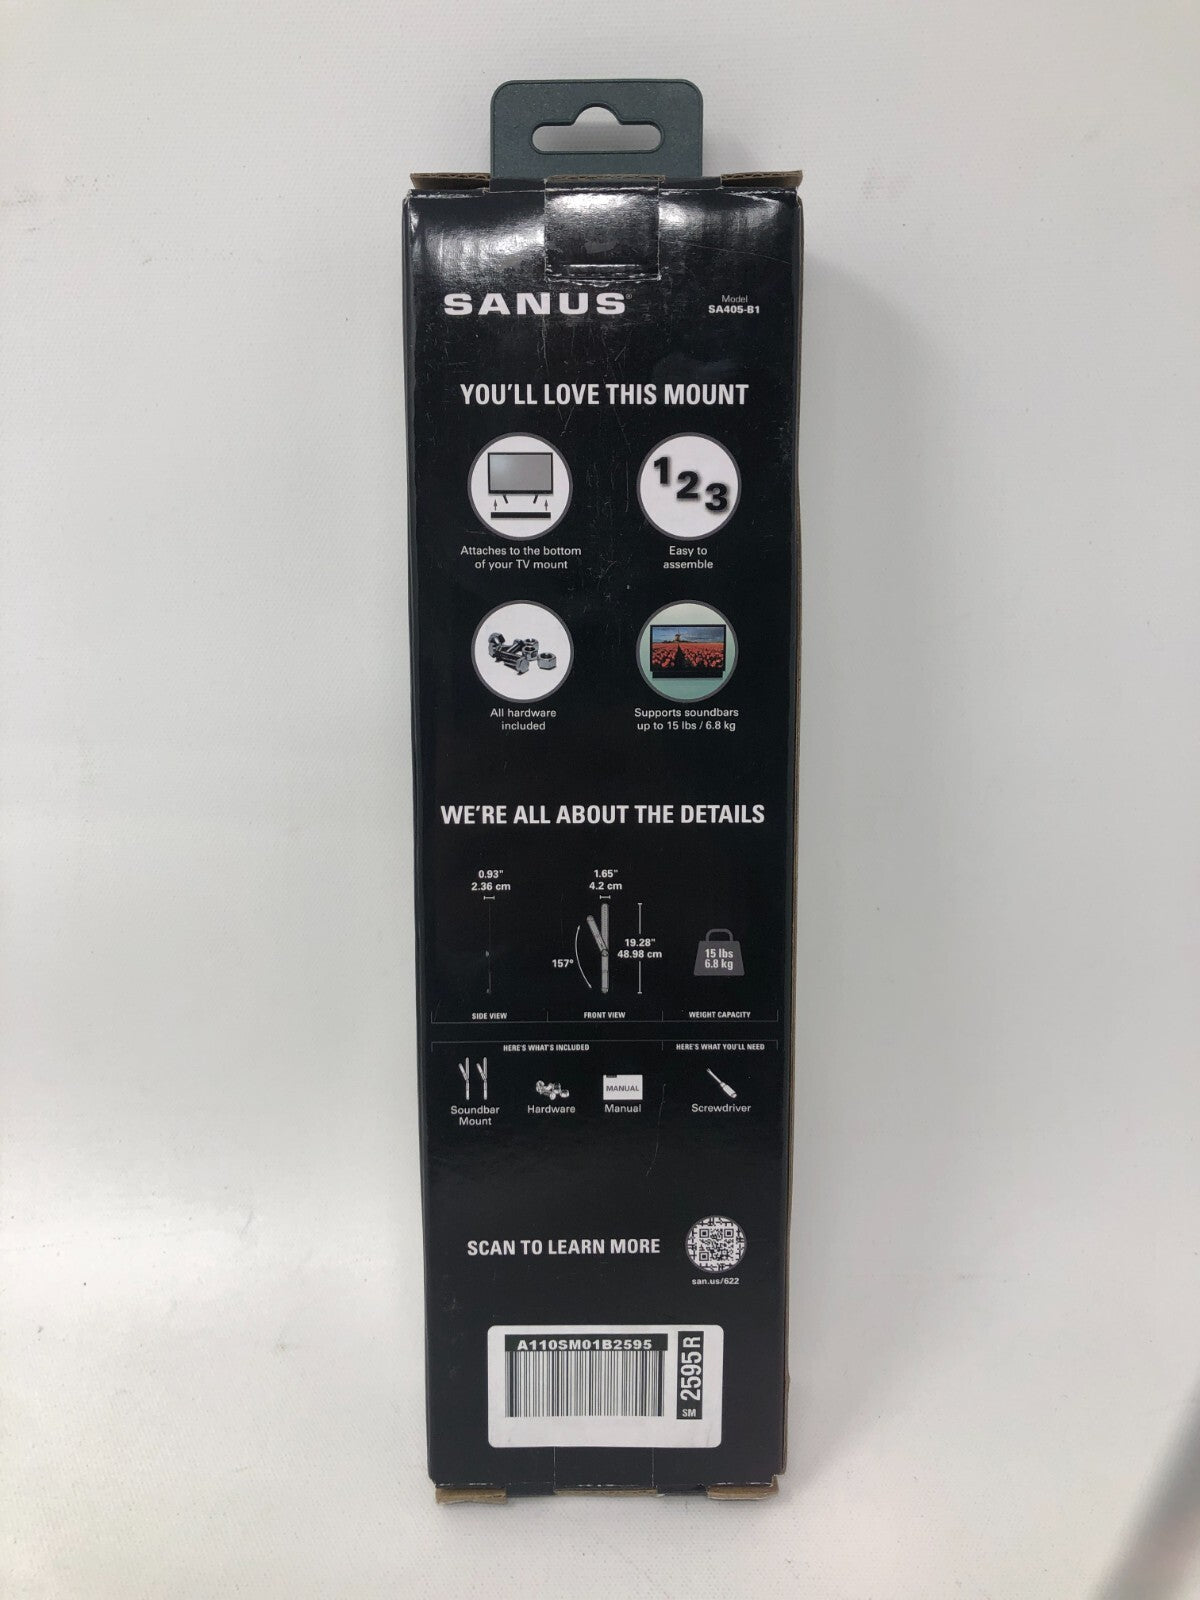 SANUS®
Model
SA405-B1
YOU'LL LOVE THIS MOUNT
Attaches to the bottom
of your TV mount
1 2 3
Easy to
assemble
All hardware
included
Supports soundbars
up to 15 lbs / 6.8 kg
WE'RE ALL ABOUT THE DETAILS
0.93"
2.36 cm
SIDE VIEW
1.65"
4.2 cm
157°
19.28"
48.98 cm
FRONT VIEW
15 lbs
6.8 kg
WEIGHT CAPACITY
HERE'S WHAT'S INCLUDED
Soundbar
Mount
Hardware
MANUAL
Manual
HERE'S WHAT YOU'LL NEED
Screwdriver
SCAN TO LEARN MORE
san.us/622
A110SM01B2595
SM 2595 R